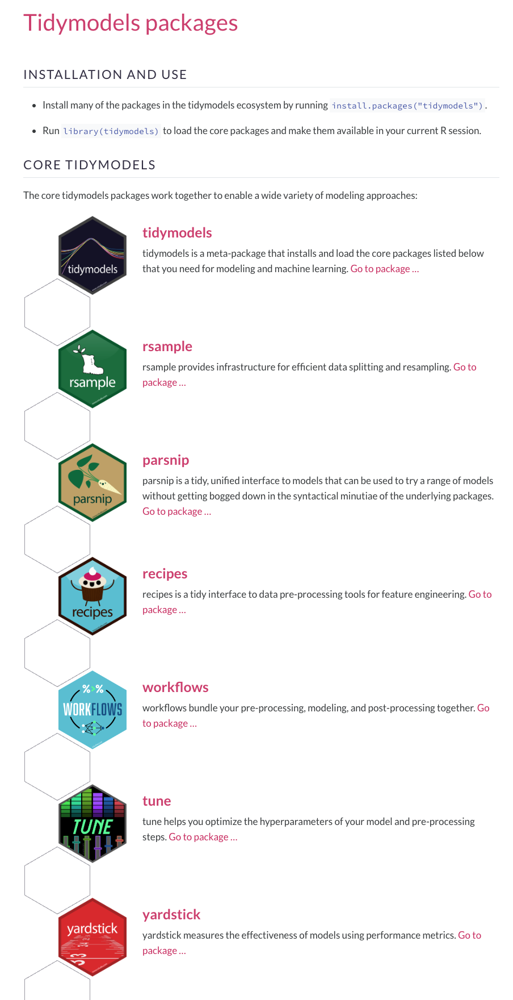 Tidymodels packages
INSTALLATION AND USE
• Install many of the packages in the tidymodels ecosystem by running install.packages("tidymodels").
• Run library(tidymodels) to load the core packages and make them available in your current R session.
CORE TIDYMODELS
The core tidymodels packages work together to enable a wide variety of modeling approaches:
tidymodels
tidymodels
tidymodels is a meta-package that installs and load the core packages listed below
that you need for modeling and machine learning. Go to package ...
rsample
rsample
rsample provides infrastructure for efficient data splitting and resampling. Go to
package ...
parsnip
parsnip
parsnip is a tidy, unified interface to models that can be used to try a range of models
without getting bogged down in the syntactical minutiae of the underlying packages.
Go to package ...
recipes
recipes
recipes is a tidy interface to data pre-processing tools for feature engineering. Go to
package ...
%>%
WORKFLOWS
workflows
workflows bundle your pre-processing, modeling, and post-processing together. Go
to package ...
TUNE
tune
tune helps you optimize the hyperparameters of your model and pre-processing
steps. Go to package ...
yardstick
yardstick
yardstick measures the effectiveness of models using performance metrics. Go to
package ...